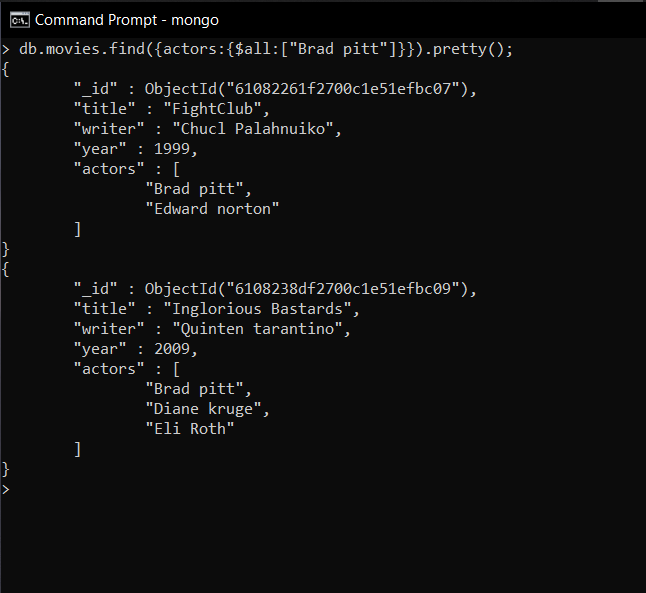 Command Prompt - mongo
> db.movies.find({actors:{$all:["Brad pitt"]}}).pretty();
{
        "_id" : ObjectId("61082261f2700c1e51efbc07"),
        "title" : "FightClub",
        "writer" : "Chucl Palahnuiko",
        "year" : 1999,
        "actors" : [
                "Brad pitt",
                "Edward norton"
        ]
}
{
        "_id" : ObjectId("6108238df2700c1e51efbc09"),
        "title" : "Inglorious Bastards",
        "writer" : "Quinten tarantino",
        "year" : 2009,
        "actors" : [
                "Brad pitt",
                "Diane kruge",
                "Eli Roth"
        ]
}
>